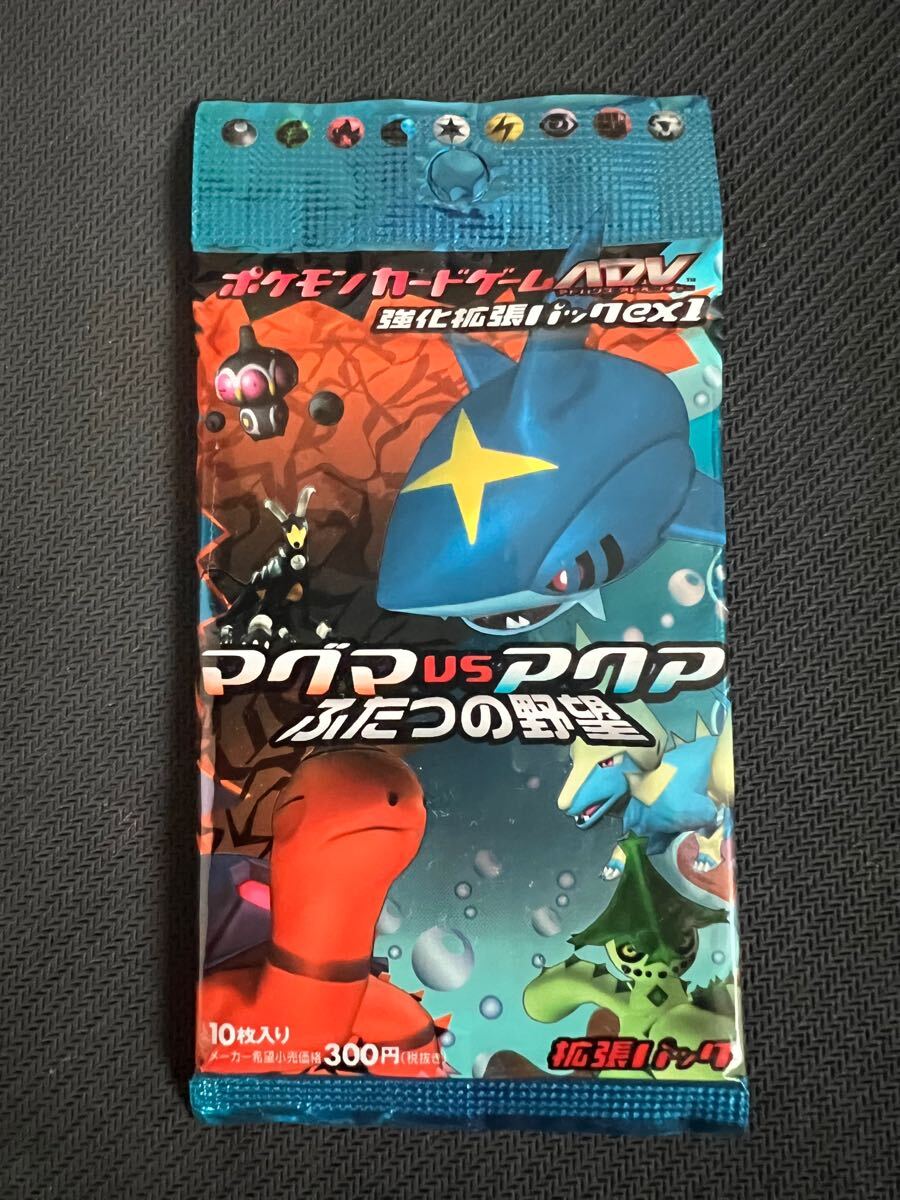 ポケモンカードゲームADV™
強化拡張パックex1
マグマVSアクア
ふたつの野望
10枚入り
メーカー希望小売価格300円(税抜き)
拡張パック